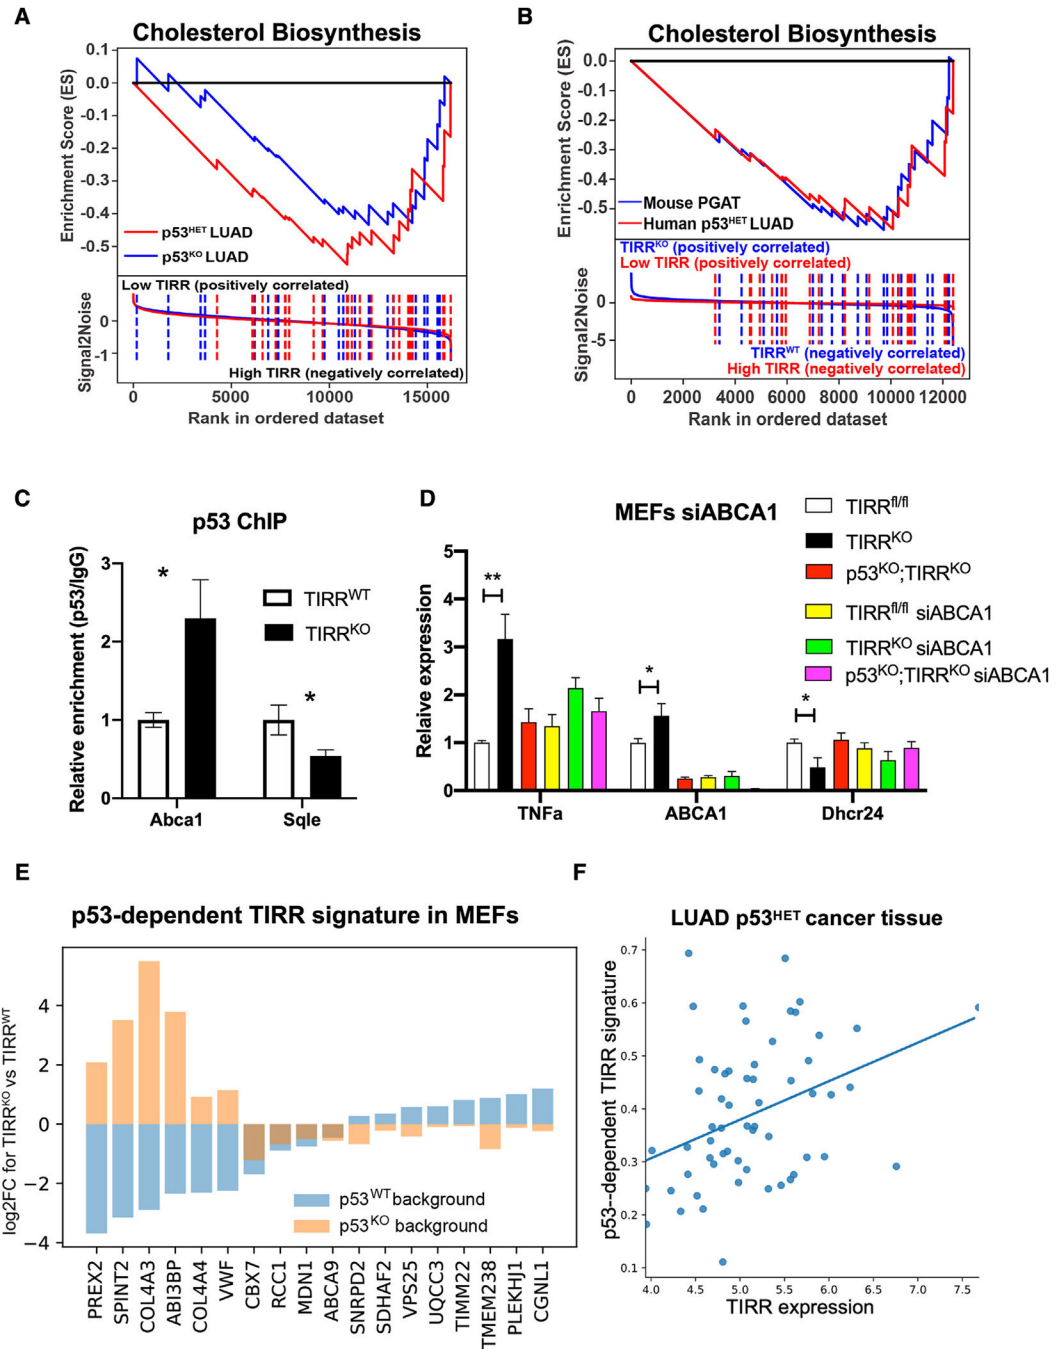 A
Cholesterol Biosynthesis
Enrichment Score (ES)
0.1
0.0
-0.1
-0.2
-0.3
-0.4
-0.5
p53HET LUAD
p53KO LUAD
Low TIRR (positively correlated)
Signal2Noise
0
-1
High TIRR (negatively correlated)
0 5000 10000 15000
Rank in ordered dataset
B
Cholesterol Biosynthesis
Enrichment Score (ES)
0.0
-0.1
-0.2
-0.3
-0.4
-0.5
Mouse PGAT
Human p53HET LUAD
TIRRKO (positively correlated)
Low TIRR (positively correlated)
Signal2Noise
0
-5
TIRRWT (negatively correlated)
High TIRR (negatively correlated)
0 2000 4000 6000 8000 10000 12000
Rank in ordered dataset
C
p53 ChIP
Relative enrichment (p53/IgG)
3
2
1
0
*
*
TIRRWT
TIRRKO
Abca1 Sqle
D
MEFs siABCA1
Relaive expression
5
4
3
2
1
0
**
*
*
TIRRfl/fl
TIRRKO
p53KO;TIRRKO
TIRRfl/fl siABCA1
TIRRKO siABCA1
p53KO;TIRRKO siABCA1
TNFa ABCA1 Dhcr24
E
p53-dependent TIRR signature in MEFs
log2FC for TIRRKO vs TIRRWT
4
2
0
−2
−4
p53WT background
p53KO background
PREX2
SPINT2
COL4A3
ABI3BP
COL4A4
VWF
CBX7
RCC1
MDN1
ABCA9
SNRPD2
SDHAF2
VPS25
UQCC3
TIMM22
TMEM238
PLEKHJ1
CGNL1
F
LUAD p53HET cancer tissue
p53--dependent TIRR signature
0.7
0.6
0.5
0.4
0.3
0.2
0.1
4.0 4.5 5.0 5.5 6.0 6.5 7.0 7.5
TIRR expression